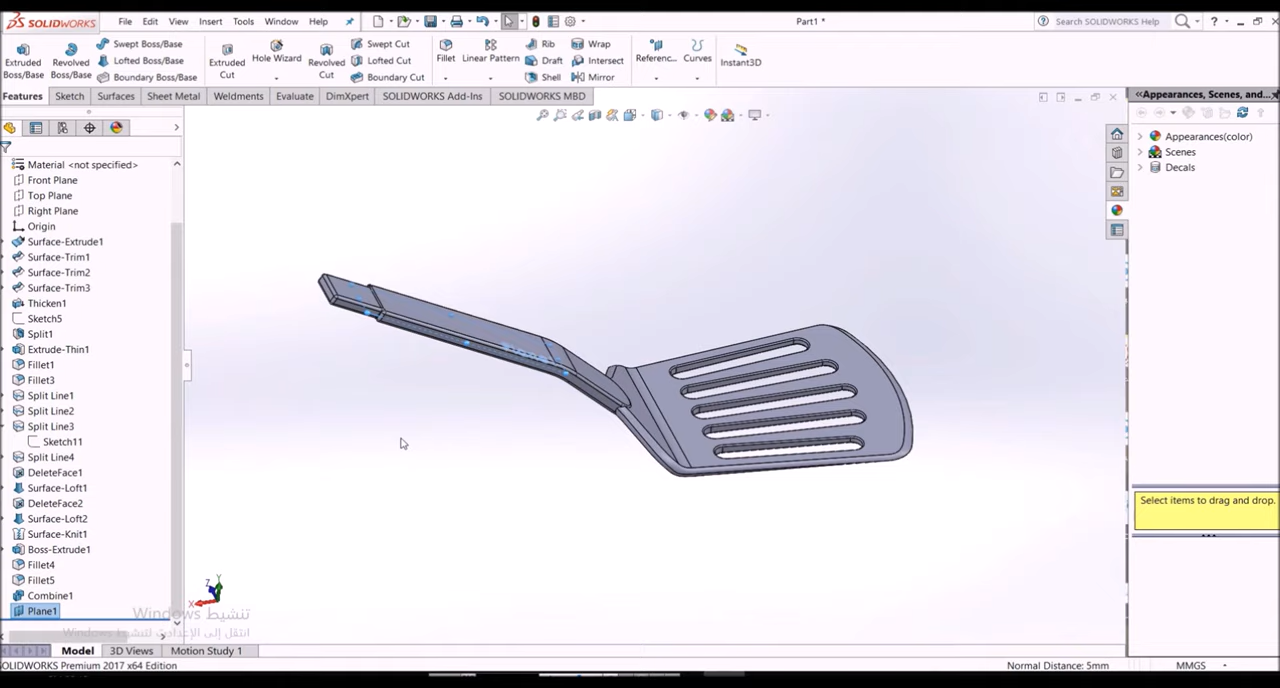 SOLIDWORKS File Edit View Insert Tools Window Help Part1 * Search SOLIDWORKS Help
Extruded Boss/Base
Revolved Boss/Base
Swept Boss/Base
Lofted Boss/Base
Boundary Boss/Base
Extruded Cut
Hole Wizard
Revolved Cut
Swept Cut
Lofted Cut
Boundary Cut
Fillet
Linear Pattern
Rib
Draft
Shell
Wrap
Intersect
Mirror
Referenc...
Curves
Instant3D
Features Sketch Surfaces Sheet Metal Weldments Evaluate DimXpert SOLIDWORKS Add-Ins SOLIDWORKS MBD
Material <not specified>
Front Plane
Top Plane
Right Plane
Origin
Surface-Extrude1
Surface-Trim1
Surface-Trim2
Surface-Trim3
Thicken1
Sketch5
Split1
Extrude-Thin1
Fillet1
Fillet3
Split Line1
Split Line2
Split Line3
Sketch11
Split Line4
DeleteFace1
Surface-Loft1
DeleteFace2
Surface-Loft2
Surface-Knit1
Boss-Extrude1
Fillet4
Fillet5
Combine1
Plane1
Z Y X
تنشيط Windows
انتقل إلى الإعدادات لتنشيط Windows
Appearances, Scenes, and...
Appearances(color)
Scenes
Decals
Select items to drag and drop.
Model 3D Views Motion Study 1
SOLIDWORKS Premium 2017 x64 Edition Normal Distance: 5mm MMGS